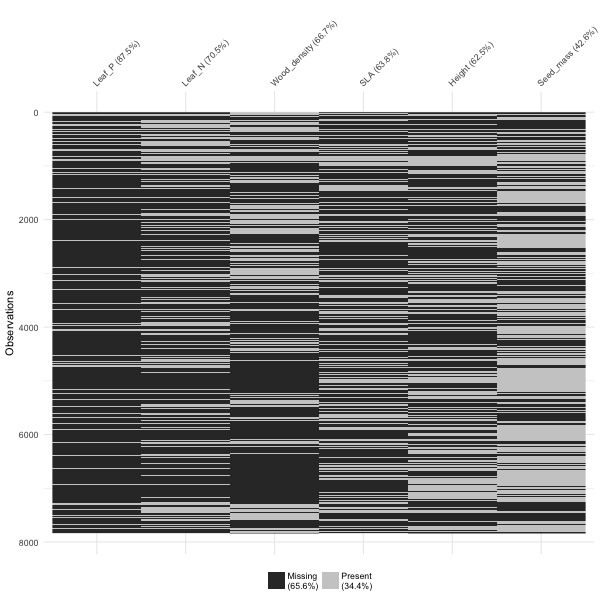 Leaf_P (87.5%)
Leaf_N (70.5%)
Wood_density (66.7%)
SLA (63.8%)
Height (62.5%)
Seed_mass (42.6%)
0
2000
4000
6000
8000
Observations
Missing
(65.6%)
Present
(34.4%)